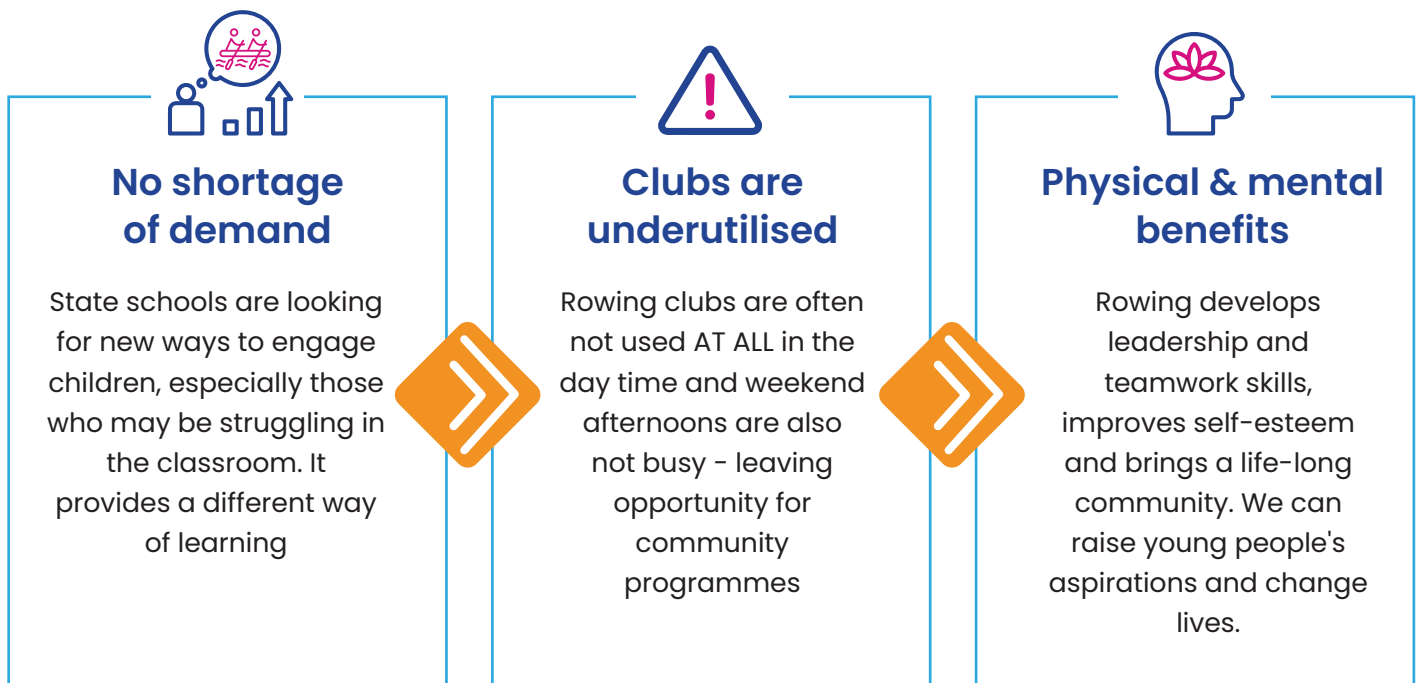 No shortage
of demand
State schools are looking
for new ways to engage
children, especially those
who may be struggling in
the classroom. It
provides a different way
of learning
Clubs are
underutilised
Rowing clubs are often
not used AT ALL in the
day time and weekend
afternoons are also
not busy - leaving
opportunity for
community
programmes
Physical & mental
benefits
Rowing develops
leadership and
teamwork skills,
improves self-esteem
and brings a life-long
community. We can
raise young people's
aspirations and change
lives.